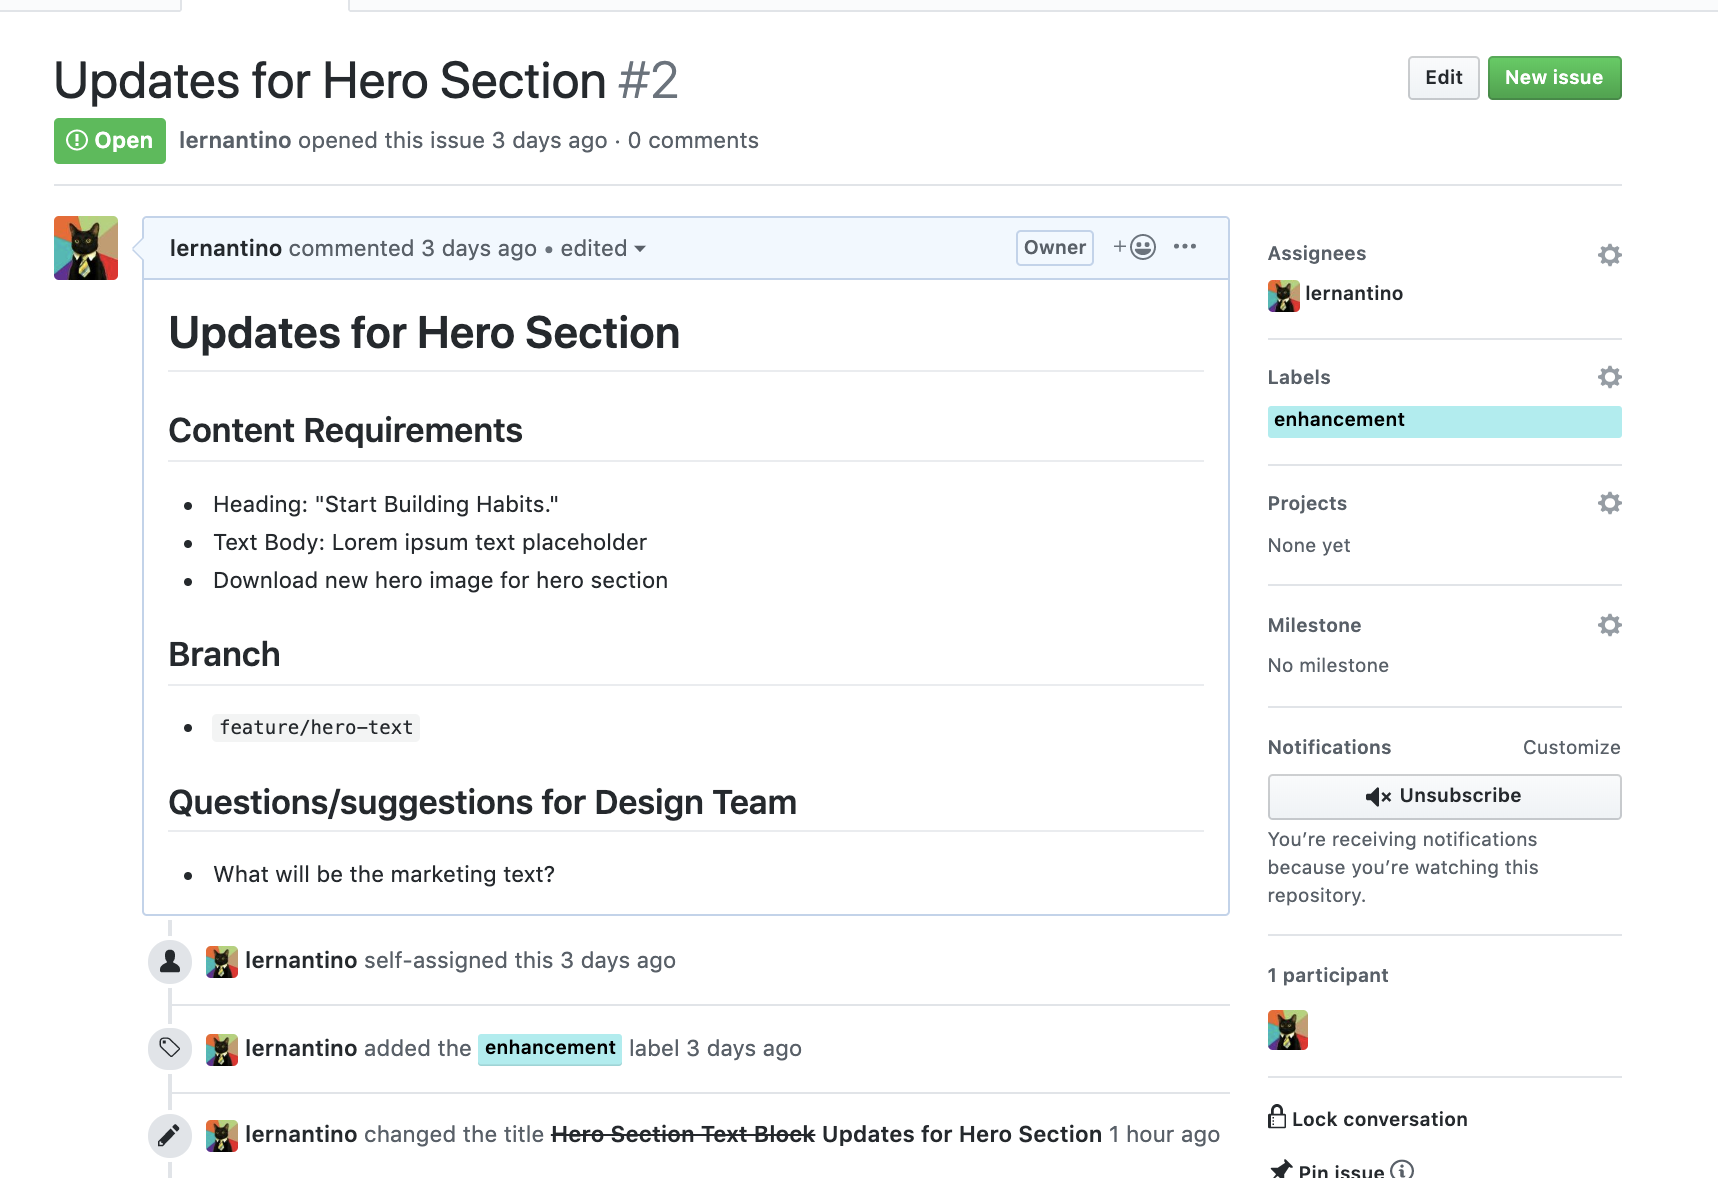 Updates for Hero Section #2
Edit
New issue
Open
lernantino opened this issue 3 days ago · 0 comments
lernantino commented 3 days ago • edited
Owner
Updates for Hero Section
Content Requirements
• Heading: "Start Building Habits."
• Text Body: Lorem ipsum text placeholder
• Download new hero image for hero section
Branch
• feature/hero-text
Questions/suggestions for Design Team
• What will be the marketing text?
lernantino self-assigned this 3 days ago
lernantino added the enhancement label 3 days ago
lernantino changed the title Hero Section Text Block Updates for Hero Section 1 hour ago
Assignees
lernantino
Labels
enhancement
Projects
None yet
Milestone
No milestone
Notifications
Customize
Unsubscribe
You’re receiving notifications
because you’re watching this
repository.
1 participant
Lock conversation
Pin issue